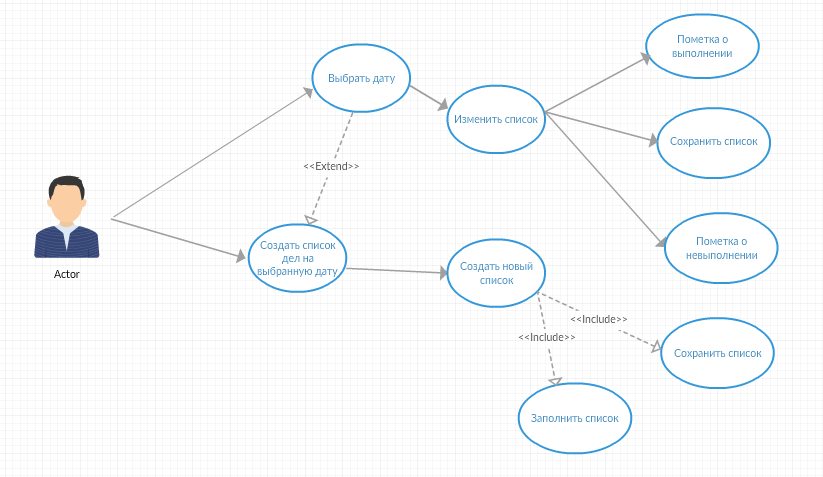 Пометка о
выполнении
Выбрать дату
Изменить список
Сохранить список
<<Extend>>
Создать список
дел на
выбранную дату
Пометка о
невыполнении
Создать новый
список
Actor
<<Include>>
<<Include>>
Сохранить список
Заполнить список